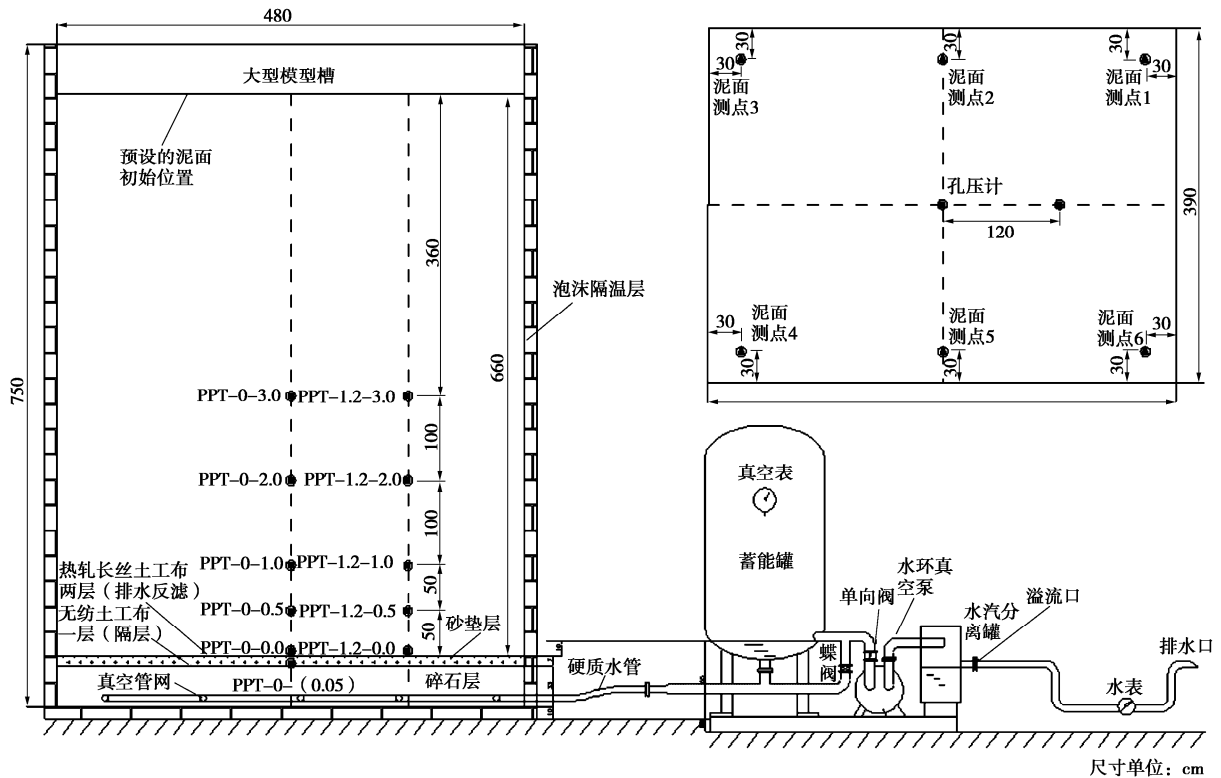 480
大型模型槽
预设的泥面
初始位置
750
360
660
泡沫隔温层
PPT-0-3.0
PPT-1.2-3.0
100
PPT-0-2.0
PPT-1.2-2.0
100
PPT-0-1.0
PPT-1.2-1.0
50
PPT-0-0.5
PPT-1.2-0.5
50
PPT-0-0.0
PPT-1.2-0.0
热轧长丝土工布
两层（排水反滤）
无纺土工布
一层（隔层）
砂垫层
真空管网
PPT-0-（0.05）
碎石层
硬质水管
30
30
泥面
测点3
30
泥面
测点2
30
30
泥面
测点1
孔压计
120
390
30
泥面
测点4
30
泥面
测点5
30
泥面
测点6
30
30
真空表
蓄能罐
蝶
阀
单向阀
水环真
空泵
水汽分
离罐
溢流口
排水口
水表
尺寸单位：cm